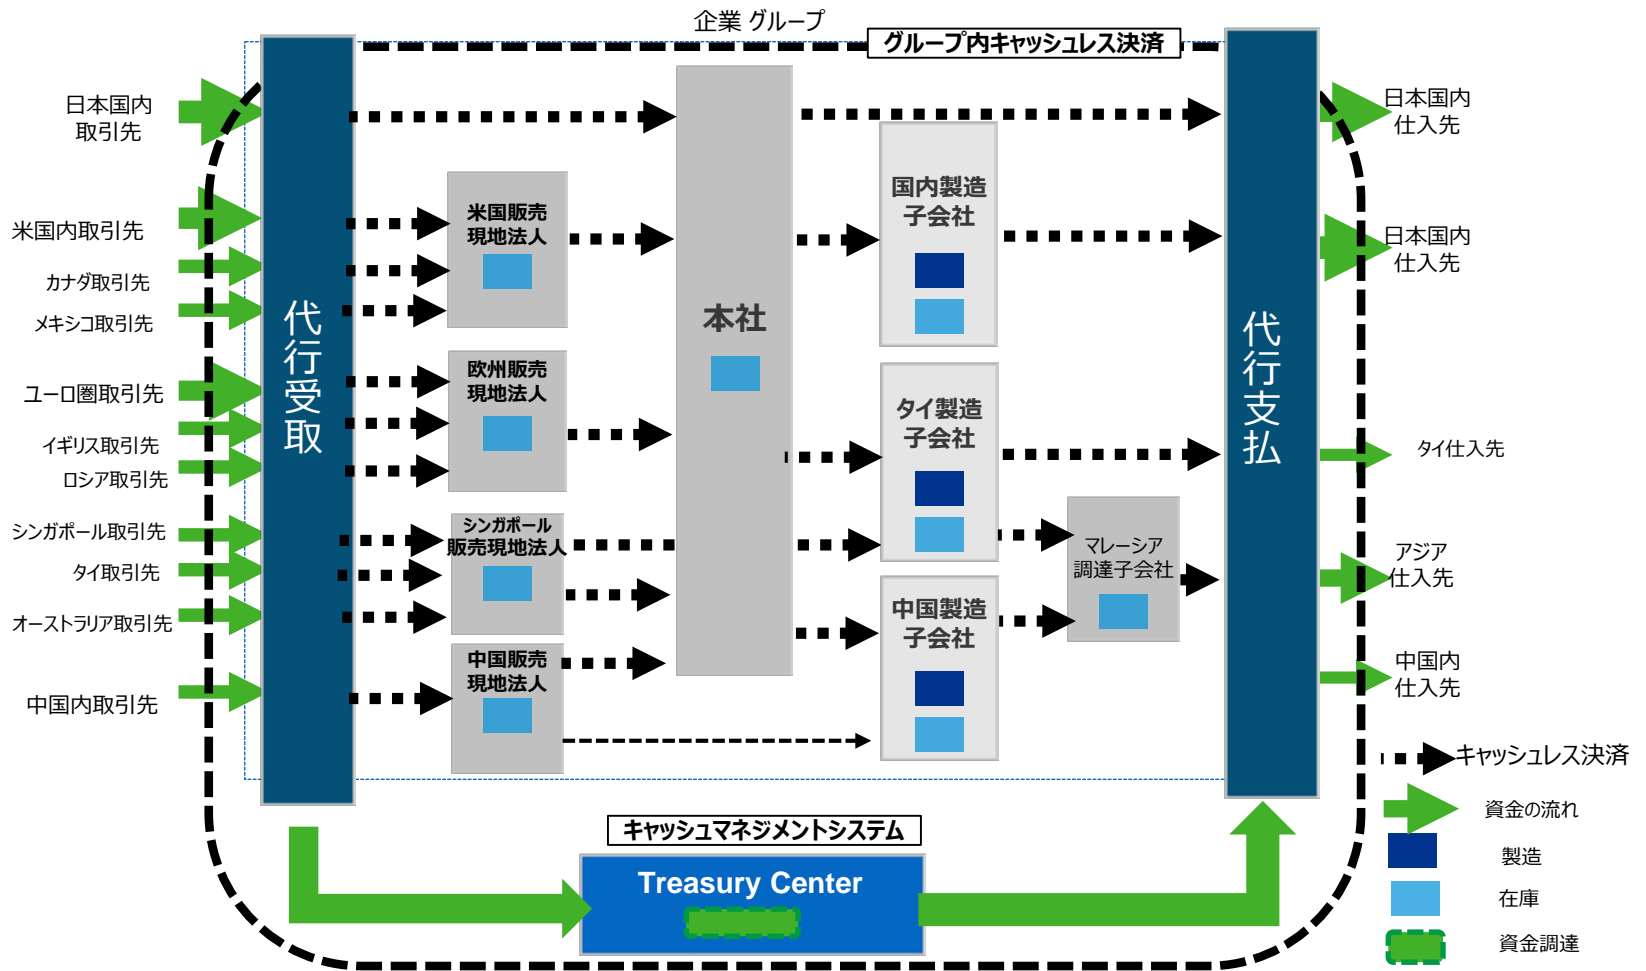 企業 グループ
グループ内キャッシュレス決済
日本国内
取引先
米国内取引先
カナダ取引先
メキシコ取引先
ユーロ圏取引先
イギリス取引先
ロシア取引先
シンガポール取引先
タイ取引先
オーストラリア取引先
中国内取引先
代行受取
米国販売
現地法人
欧州販売
現地法人
シンガポール
販売現地法人
中国販売
現地法人
本社
国内製造
子会社
タイ製造
子会社
中国製造
子会社
マレーシア
調達子会社
代行支払
日本国内
仕入先
日本国内
仕入先
タイ仕入先
アジア
仕入先
中国内
仕入先
キャッシュレス決済
資金の流れ
製造
在庫
資金調達
キャッシュマネジメントシステム
Treasury Center